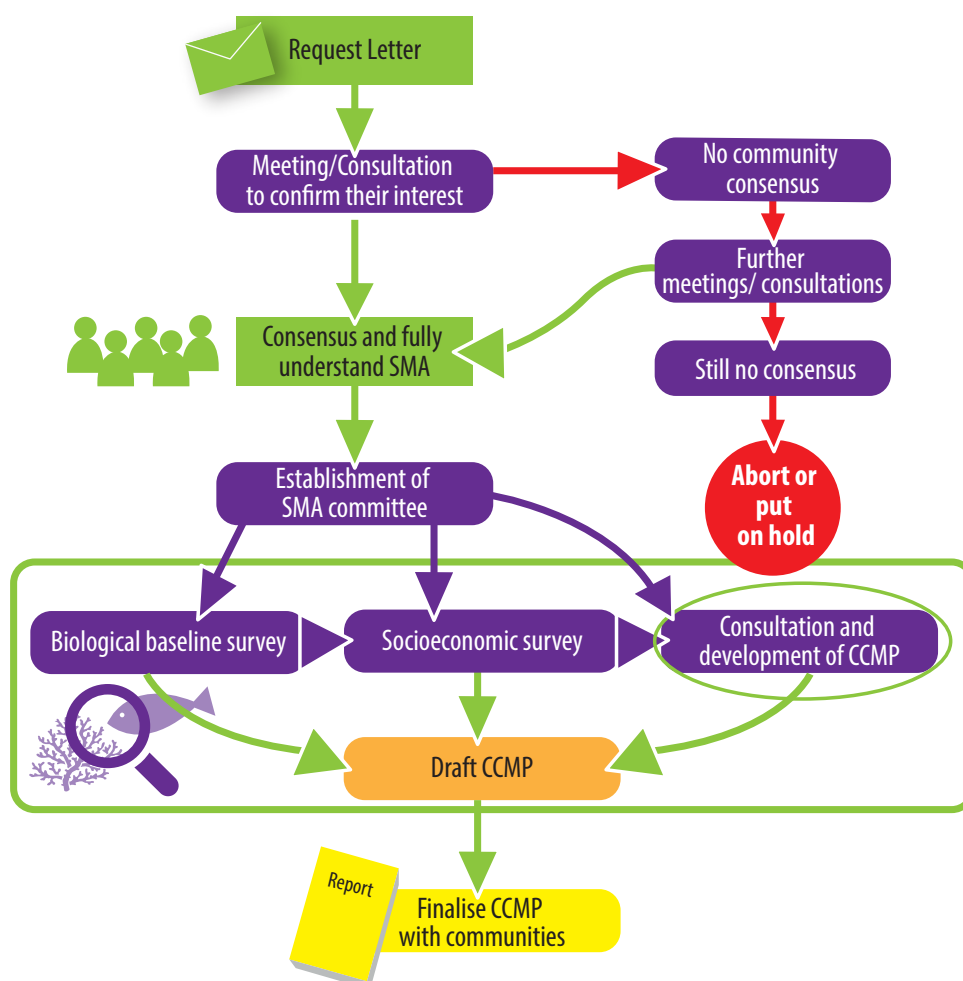 Request Letter
Meeting/Consultation
to confirm their interest
No community
consensus
Further
meetings/ consultations
Consensus and fully
understand SMA
Still no consensus
Establishment of
SMA committee
Abort or
put
on hold
Biological baseline survey
Socioeconomic survey
Consultation and
development of CCMP
Draft CCMP
Report
Finalise CCMP
with communities